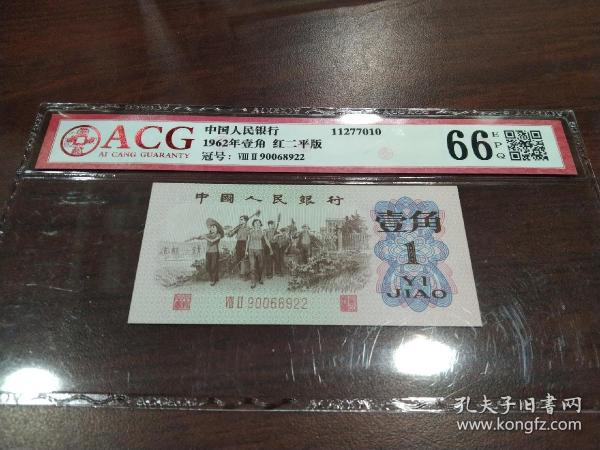 ACG
AI CANG GUARANTY
中国人民银行 11277010
1962年壹角 红二平版
冠号: Ⅷ Ⅱ 90068922
66 EPQ
中國人民銀行
壹角
1
YI
JIAO
Ⅷ Ⅱ 90068922
孔夫子旧书网
www.kongfz.com